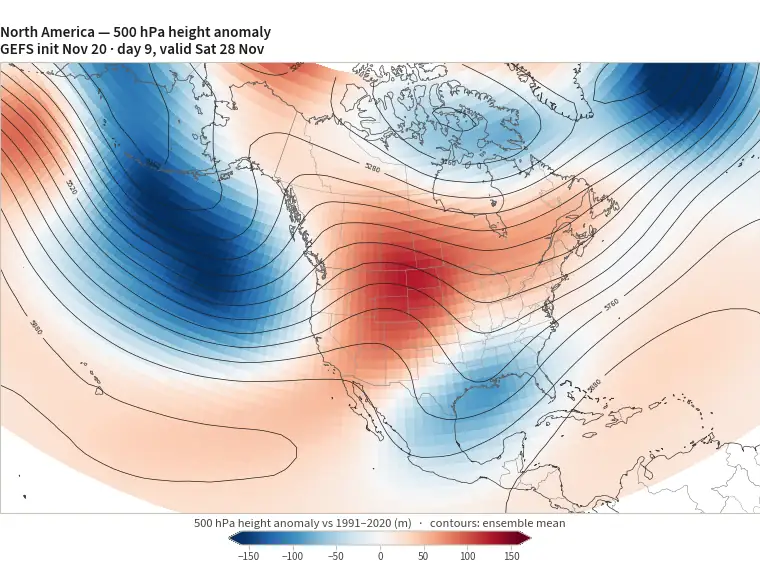 North America — 500 hPa height anomaly
GEFS init Nov 20 · day 9, valid Sat 28 Nov
5280
5520
5760
5880
5880
500 hPa height anomaly vs 1991–2020 (m) · contours: ensemble mean
−150 −100 −50 0 50 100 150